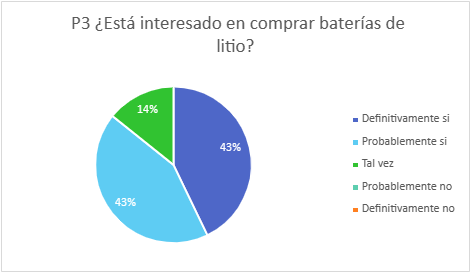 P3 ¿Está interesado en comprar baterías de
litio?
14%
43%
43%
Definitivamente si
Probablemente si
Tal vez
Probablemente no
Definitivamente no